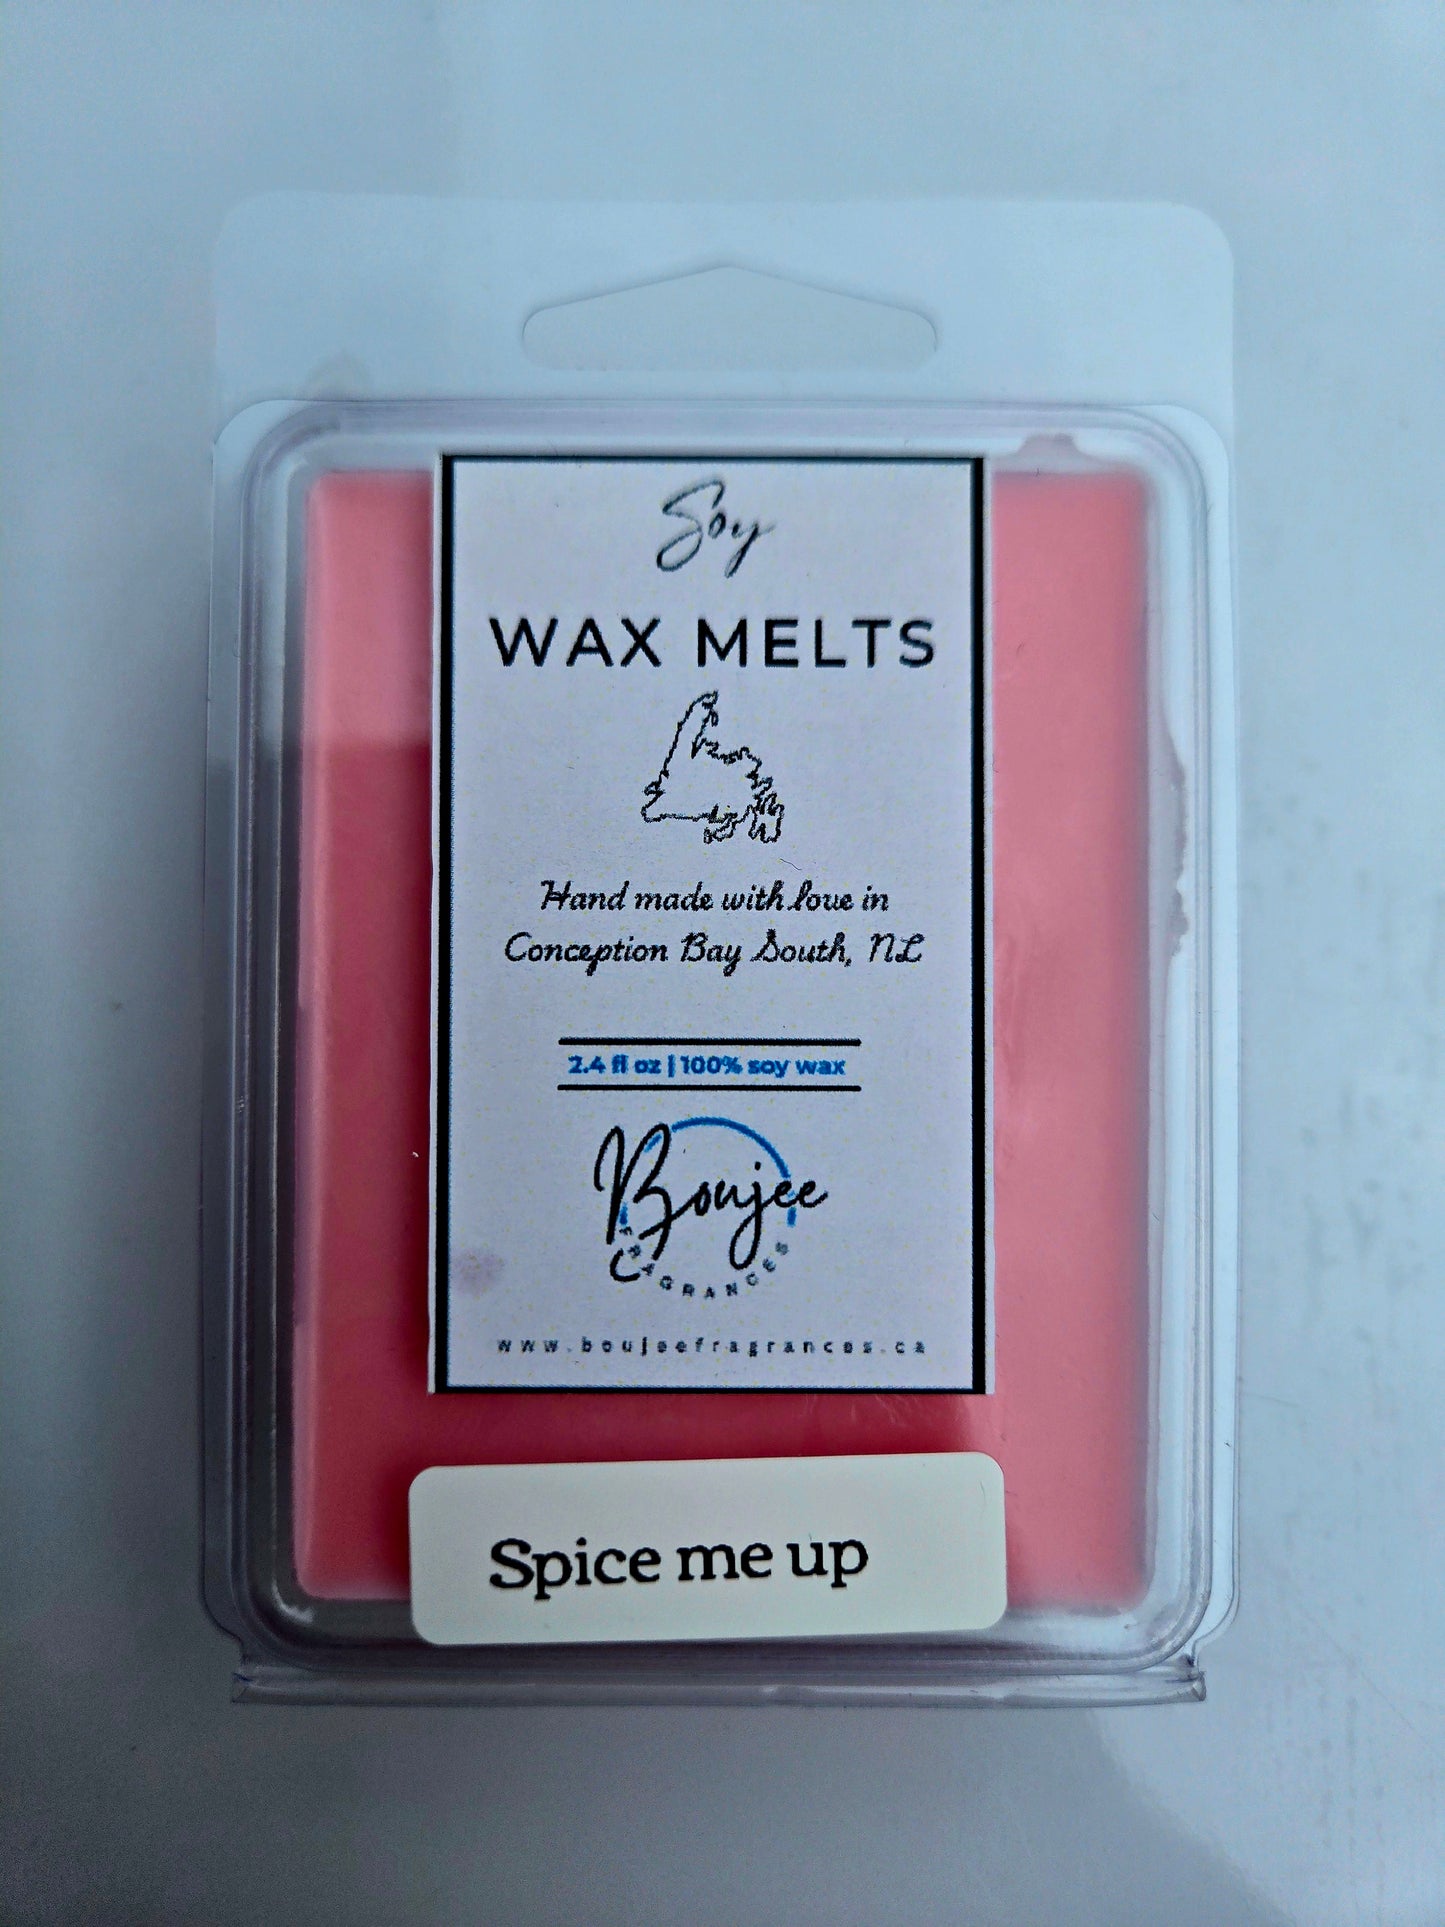 Soy
WAX MELTS
Hand made with love in
Conception Bay South, NL
2.4 fl oz | 100% soy wax
Boujee
FRAGRANCES
www.boujeefragrances.ca
Spice me up